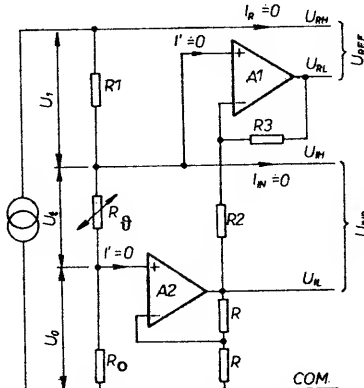 I_R = 0 U_RH
I' = 0
+ A1 U_RL
U_REF
U_1 R1
−
R3
U_IH
I_IN = 0
U_ϑ R_ϑ R2
I' = 0
+ A2 U_IL
−
R
U_0 R_0 R
COM.